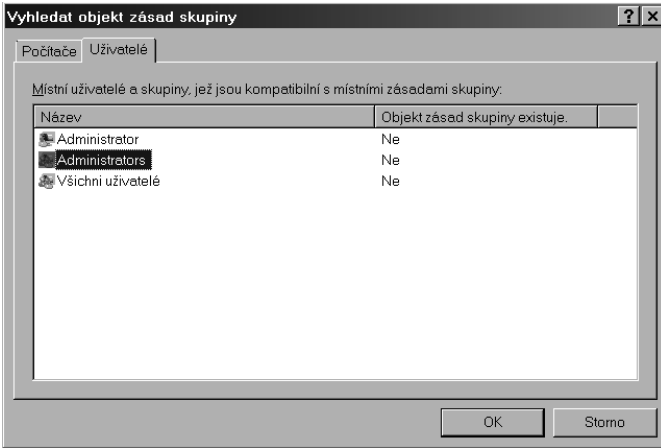 Vyhledat objekt zásad skupiny
Počítače Uživatelé
Místní uživatelé a skupiny, jež jsou kompatibilní s místními zásadami skupiny:
Název Objekt zásad skupiny existuje.
Administrator Ne
Administrators Ne
Všichni uživatelé Ne
OK Storno